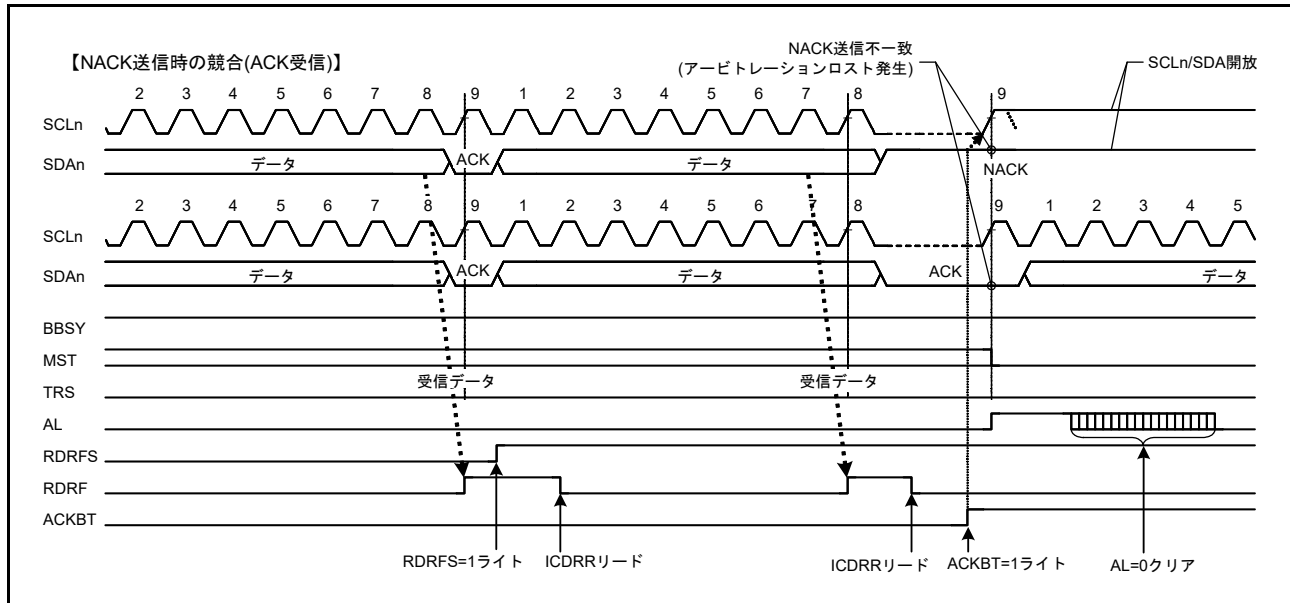 【NACK送信時の競合(ACK受信)】
NACK送信不一致
(アービトレーションロスト発生)
SCLn/SDA開放
2 3 4 5 6 7 8 9 1 2 3 4 5 6 7 8 9
SCLn
SDAn データ ACK データ NACK
2 3 4 5 6 7 8 9 1 2 3 4 5 6 7 8 9 1 2 3 4 5
SCLn
SDAn データ ACK データ ACK データ
BBSY
MST
受信データ 受信データ
TRS
AL
RDRFS
RDRF
ACKBT
RDRFS=1ライト ICDRRリード ICDRRリード ACKBT=1ライト AL=0クリア